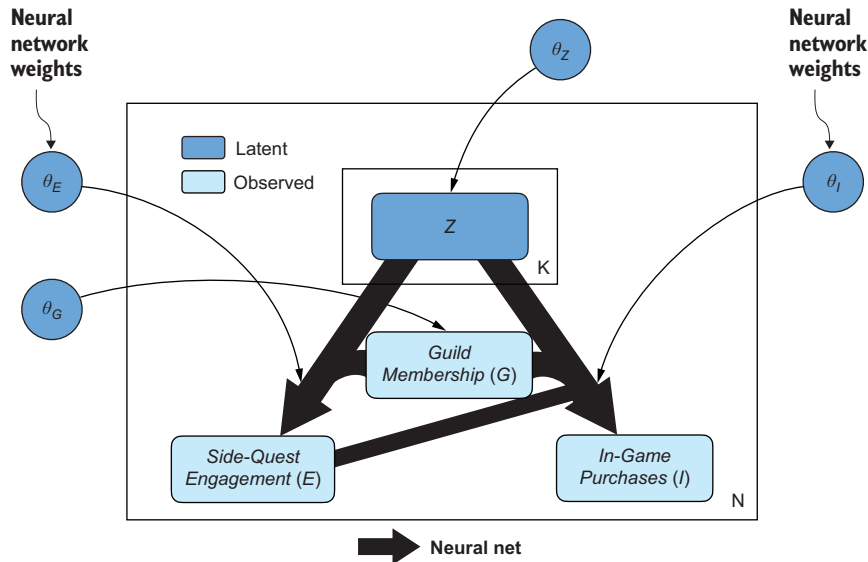 Neural
network
weights
Neural
network
weights
θZ
Latent
Observed
θE
θI
Z
K
θG
Guild
Membership (G)
Side-Quest
Engagement (E)
In-Game
Purchases (I)
N
Neural net